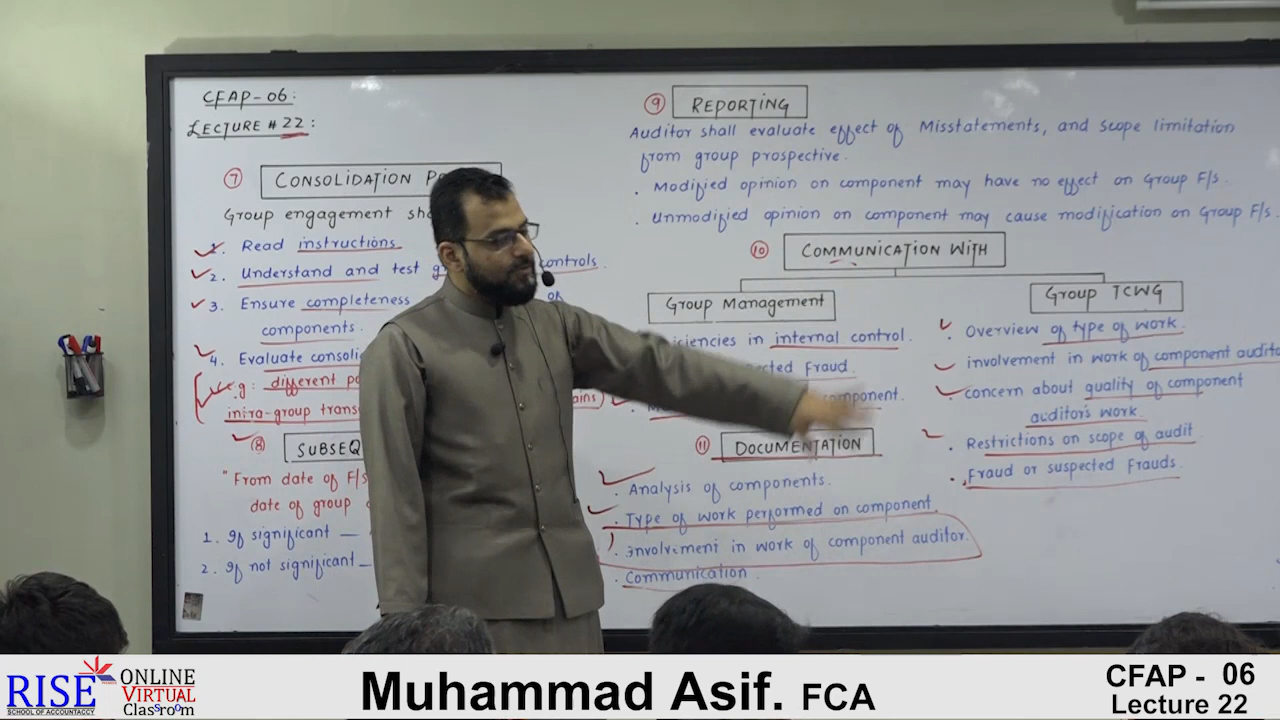 CFAP-06:
LECTURE # 22:
⑦ CONSOLIDATION
Group engagement
1. Read instructions
2. Understand and test controls.
3. Ensure completeness of
components.
4. Evaluate
e.g: different
intra-group
⑧
"From date of F/s
date of group
1. If significant —
2. If not significant —
⑨ REPORTING
Auditor shall evaluate effect of Misstatements, and scope limitation
from group prospective.
. Modified opinion on component may have no effect on Group F/s.
. Unmodified opinion on component may cause modification on Group F/s.
⑩ COMMUNICATION WITH
Group Management
in internal control.
Fraud.
component.
Group TCWG
. Overview of type of work.
. involvement in work of component
. concern about quality of component
auditor's work.
. Restrictions on scope of audit
. Fraud or suspected Frauds.
⑪ DOCUMENTATION
. Analysis of components.
. Type of work performed on component.
. involvement in work of component auditor.
. Communication.
RISE
SCHOOL OF ACCOUNTANCY
ONLINE
VIRTUAL
Classroom
Muhammad Asif. FCA
CFAP - 06
Lecture 22